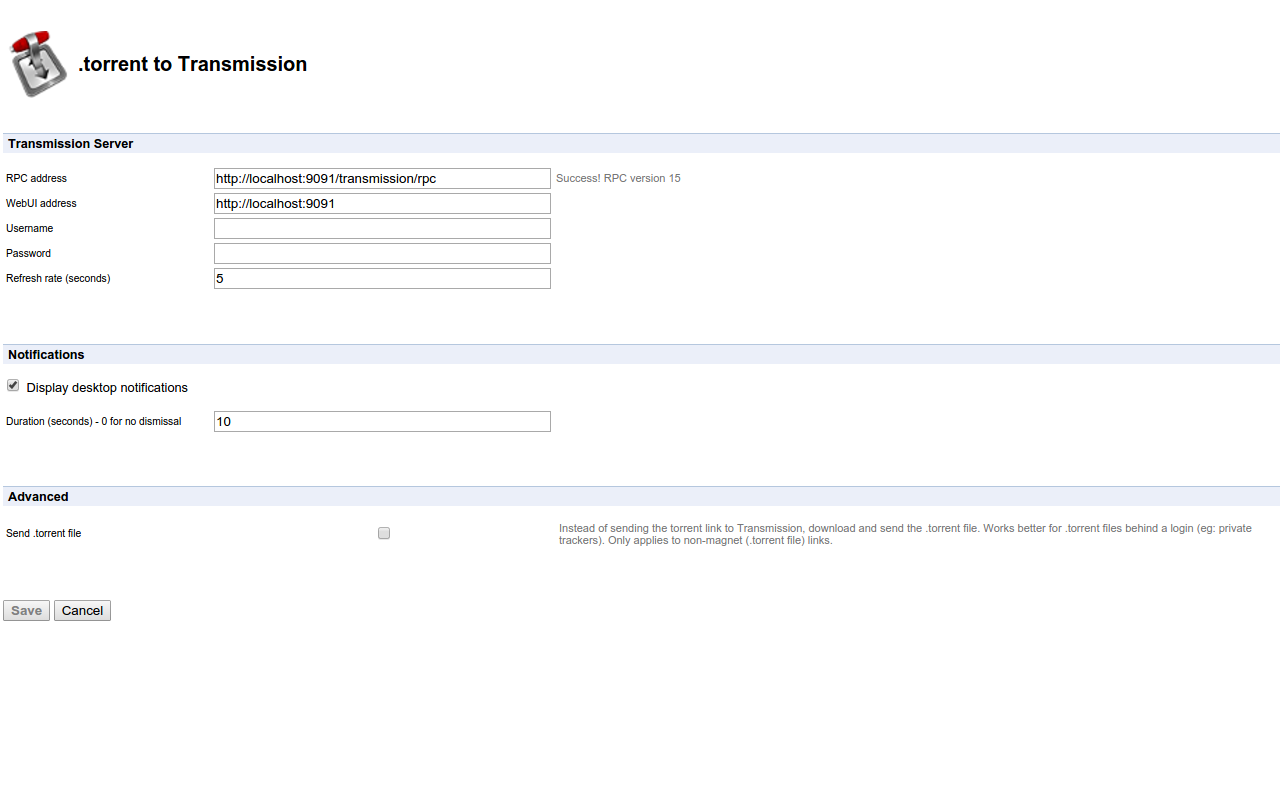 .torrent to Transmission
Transmission Server
RPC address http://localhost:9091/transmission/rpc Success! RPC version 15
WebUI address http://localhost:9091
Username
Password
Refresh rate (seconds) 5
Notifications
Display desktop notifications
Duration (seconds) - 0 for no dismissal 10
Advanced
Send .torrent file
Instead of sending the torrent link to Transmission, download and send the .torrent file. Works better for .torrent files behind a login (eg: private
trackers). Only applies to non-magnet (.torrent file) links.
Save Cancel